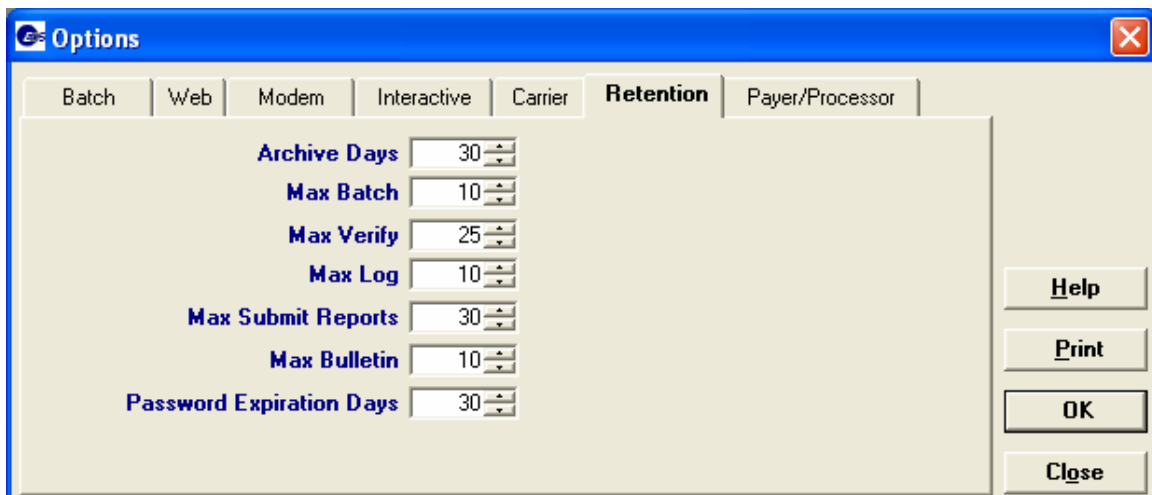 Options
Batch Web Modem Interactive Carrier Retention Payer/Processor
Archive Days 30
Max Batch 10
Max Verify 25
Max Log 10
Max Submit Reports 30
Max Bulletin 10
Password Expiration Days 30
Help
Print
OK
Close